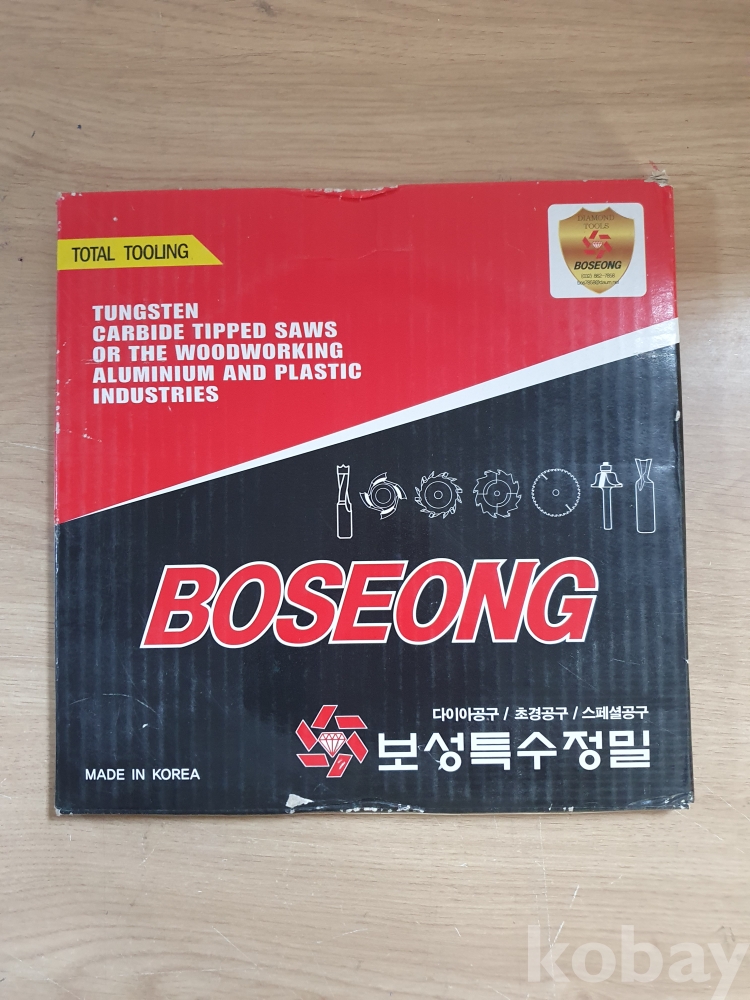 TOTAL TOOLING
DIAMOND
TOOLS
BOSEONG
TUNGSTEN
CARBIDE TIPPED SAWS
OR THE WOODWORKING
ALUMINIUM AND PLASTIC
INDUSTRIES
BOSEONG
다이아공구 / 초경공구 / 스페셜공구
보성특수정밀
MADE IN KOREA
kobay